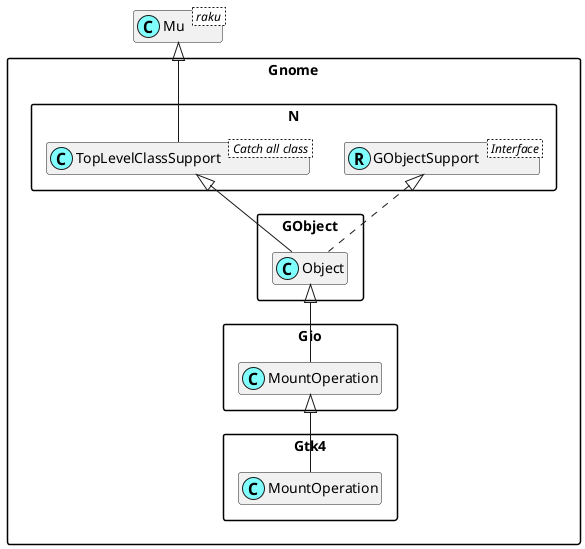 C Mu raku
Gnome
N
C TopLevelClassSupport Catch all class
R GObjectSupport Interface
GObject
C Object
Gio
C MountOperation
Gtk4
C MountOperation